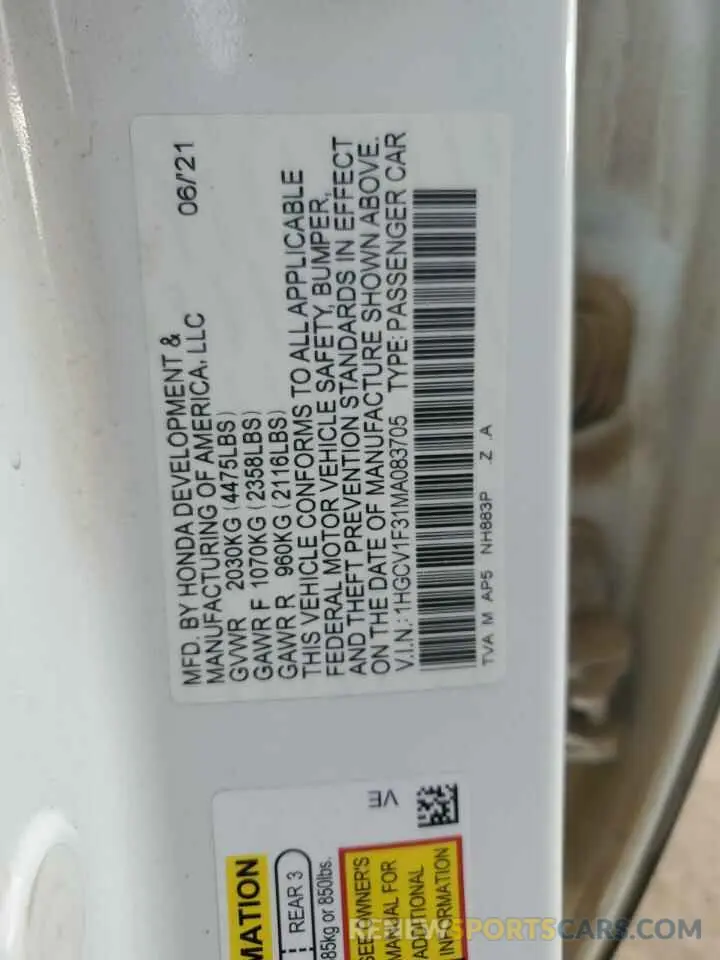 MFD. BY HONDA DEVELOPMENT &
MANUFACTURING OF AMERICA, LLC 06/'21
GVWR 2030KG (4475LBS)
GAWR F 1070KG (2358LBS)
GAWR R 960KG (2116LBS)
THIS VEHICLE CONFORMS TO ALL APPLICABLE
FEDERAL MOTOR VEHICLE SAFETY, BUMPER,
AND THEFT PREVENTION STANDARDS IN EFFECT
ON THE DATE OF MANUFACTURE SHOWN ABOVE.
V.I.N.: 1HGCV1F31MA083705 TYPE: PASSENGER CAR
TVA M AP5 NH883P Z .A
MATION
REAR 3
85kg or 850lbs.
VE
SEE OWNER'S
MANUAL FOR
ADDITIONAL
INFORMATION
RENEWSPORTSCARS.COM